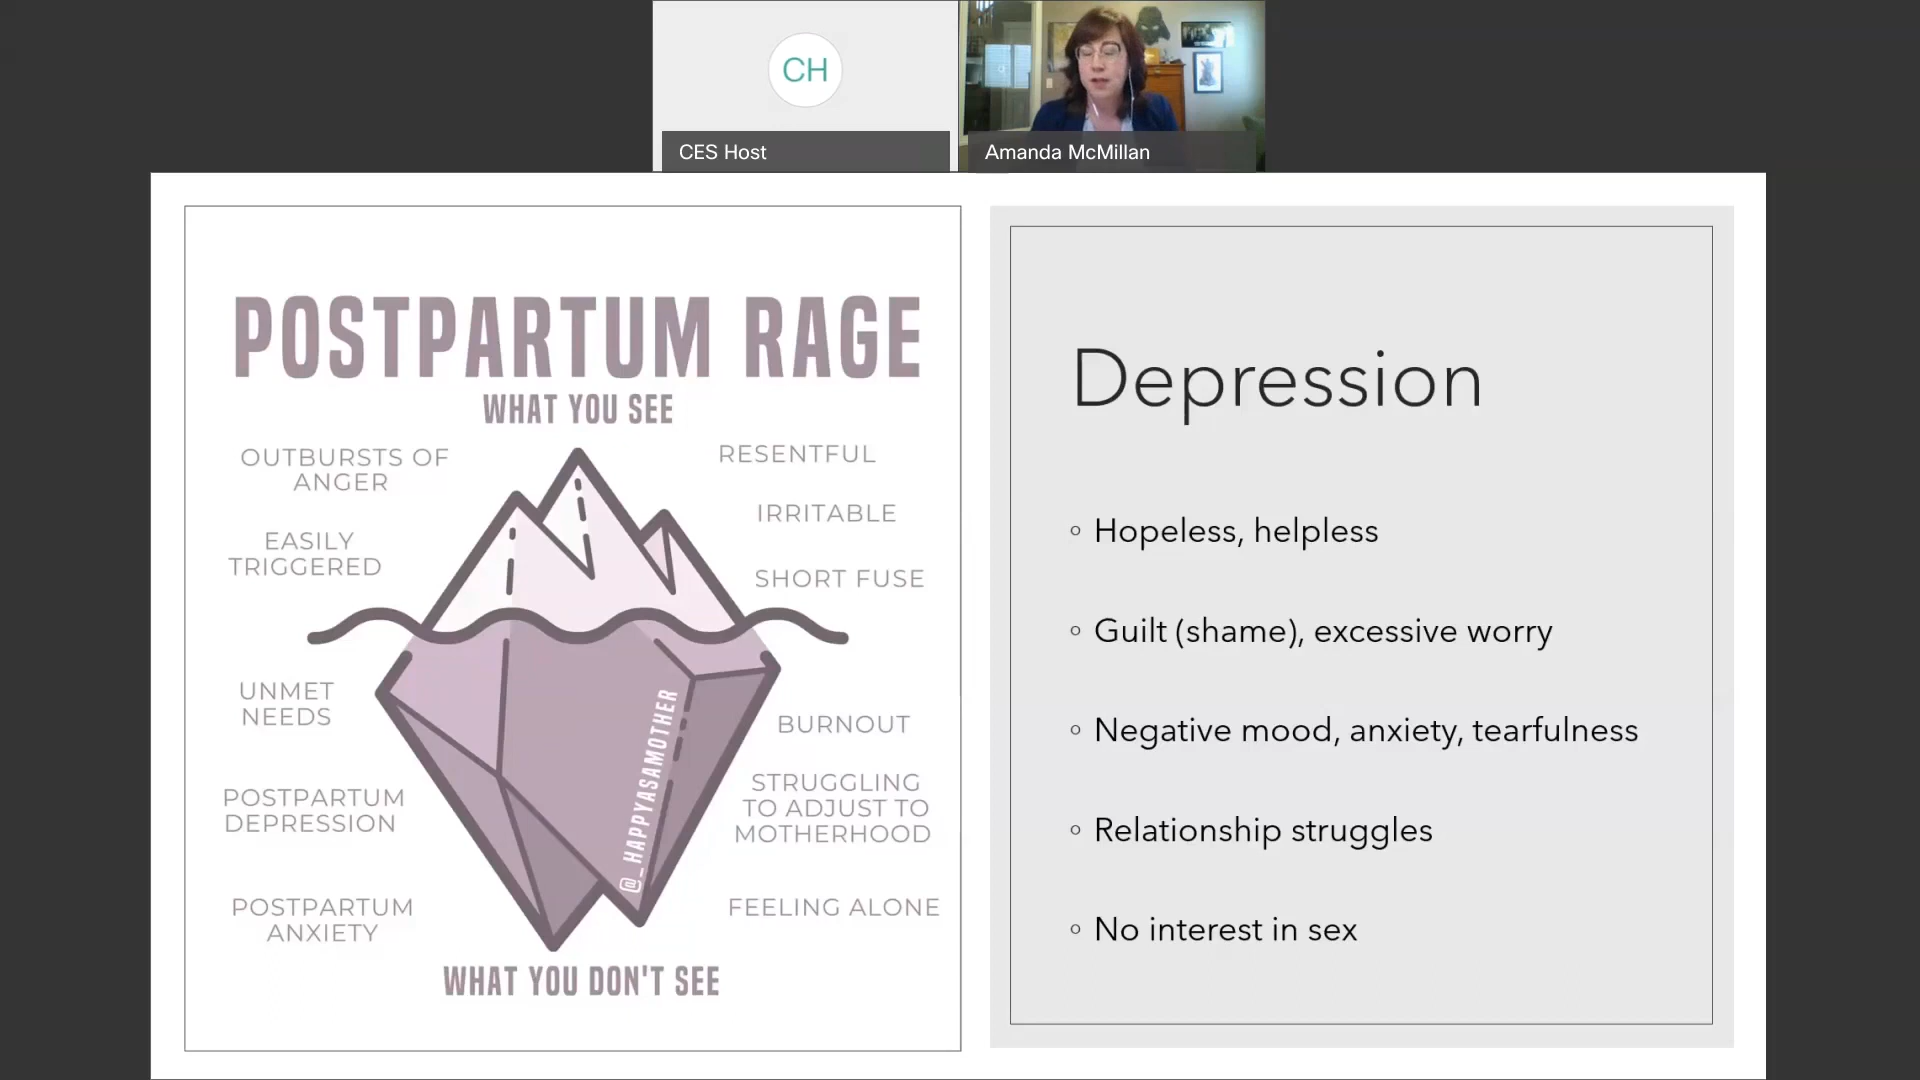 CH
CES Host
Amanda McMillan
POSTPARTUM RAGE
WHAT YOU SEE
OUTBURSTS OF
ANGER
EASILY
TRIGGERED
RESENTFUL
IRRITABLE
SHORT FUSE
UNMET
NEEDS
POSTPARTUM
DEPRESSION
POSTPARTUM
ANXIETY
@_HAPPYASAMOTHER
BURNOUT
STRUGGLING
TO ADJUST TO
MOTHERHOOD
FEELING ALONE
WHAT YOU DON'T SEE
Depression
◦ Hopeless, helpless
◦ Guilt (shame), excessive worry
◦ Negative mood, anxiety, tearfulness
◦ Relationship struggles
◦ No interest in sex